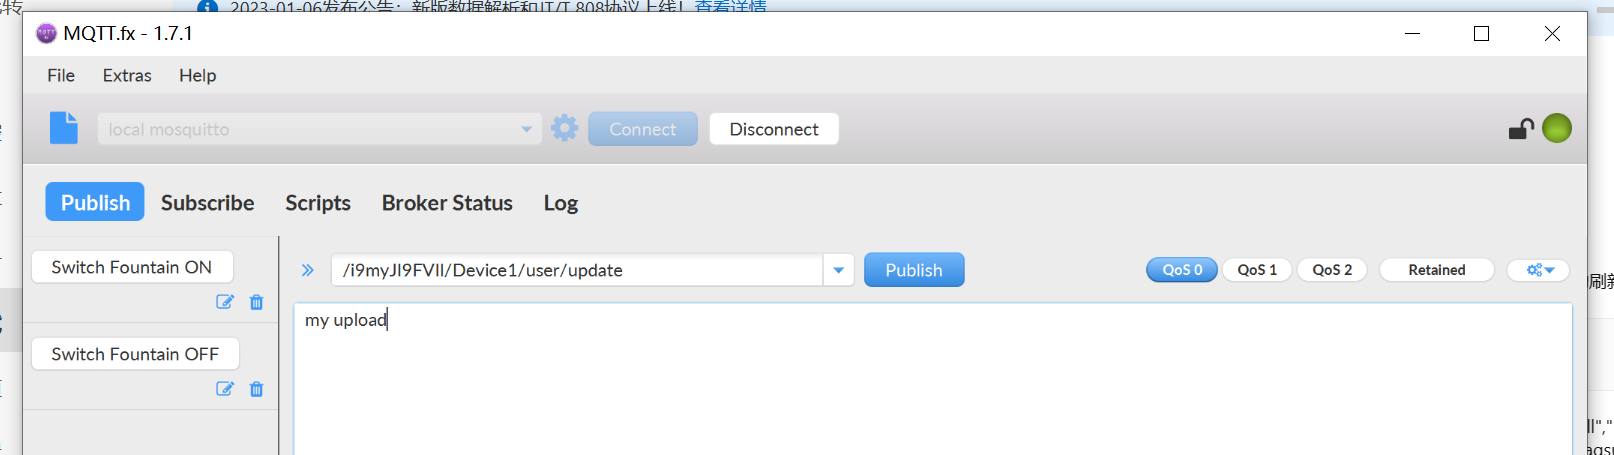 2023-01-06发布公告：新版数据解析和JT/T 808协议上线！查看详情
MQTT.fx - 1.7.1
File Extras Help
local mosquitto Connect Disconnect
Publish Subscribe Scripts Broker Status Log
Switch Fountain ON
/i9myJI9FVII/Device1/user/update Publish QoS 0 QoS 1 QoS 2 Retained
my upload
Switch Fountain OFF